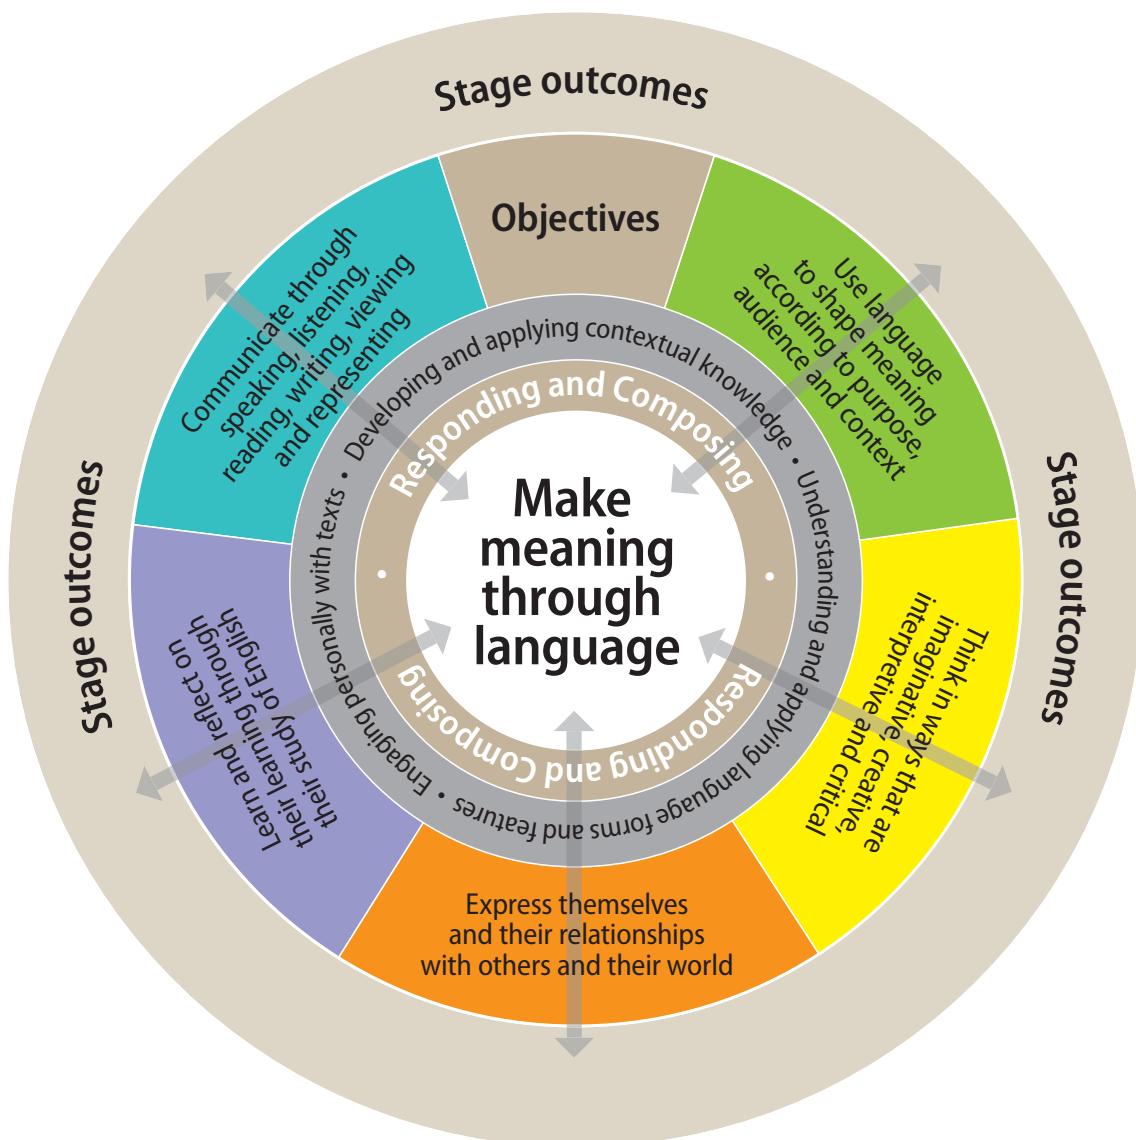 Stage outcomes
Objectives
Communicate through
speaking, listening,
reading, writing, viewing
and representing
Use language
to shape meaning
according to purpose,
audience and context
Think in ways that are
imaginative, creative,
interpretive and critical
Express themselves
and their relationships
with others and their world
Learn and reflect on
their learning through
their study of English
Stage outcomes
Stage outcomes
Developing and applying contextual knowledge • Understanding and applying language forms and features • Engaging personally with texts •
Responding and Composing •
Responding and Composing •
Make
meaning
through
language